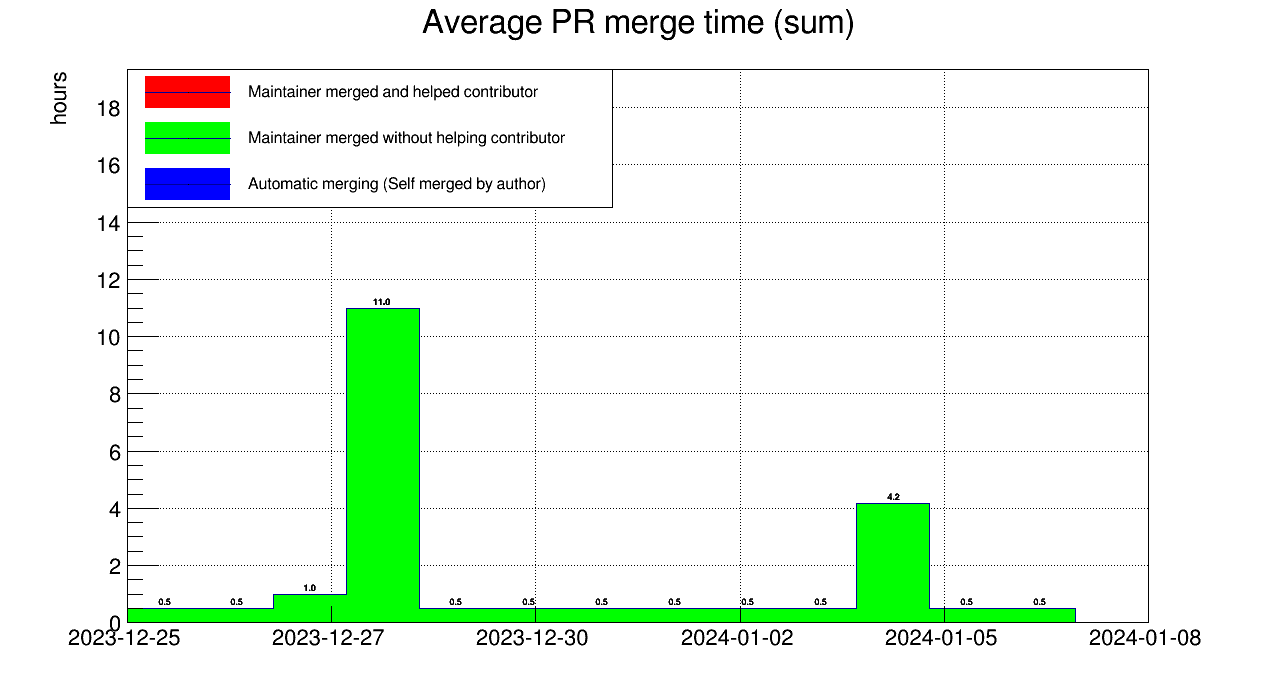 Average PR merge time (sum)
hours
Maintainer merged and helped contributor
Maintainer merged without helping contributor
Automatic merging (Self merged by author)
18
16
14
12
10
8
6
4
2
0
0.5 0.5 1.0 11.0 0.5 0.5 0.5 0.5 0.5 0.5 4.2 0.5 0.5
2023-12-25 2023-12-27 2023-12-30 2024-01-02 2024-01-05 2024-01-08